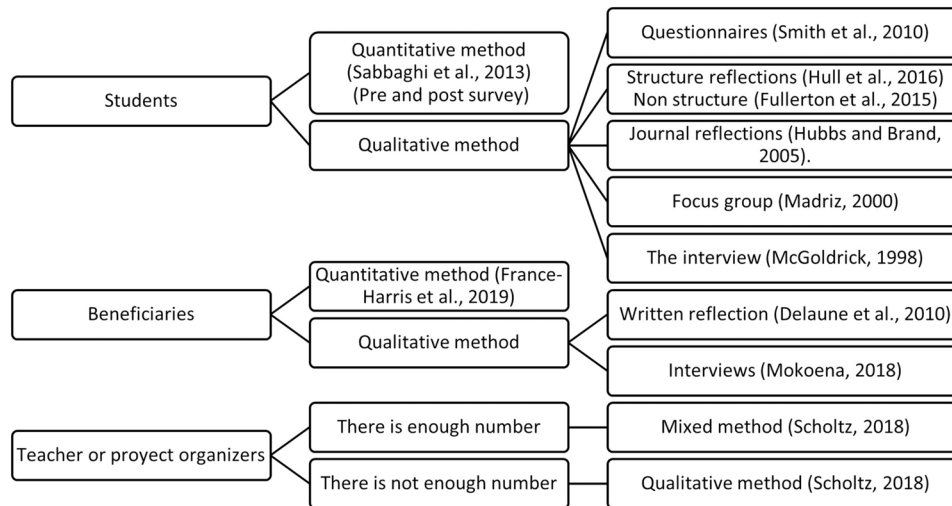 Students
Quantitative method
(Sabbaghi et al., 2013)
(Pre and post survey)
Qualitative method
Questionnaires (Smith et al., 2010)
Structure reflections (Hull et al., 2016)
Non structure (Fullerton et al., 2015)
Journal reflections (Hubbs and Brand,
2005).
Focus group (Madriz, 2000)
The interview (McGoldrick, 1998)
Beneficiaries
Quantitative method (France-
Harris et al., 2019)
Qualitative method
Written reflection (Delaune et al., 2010)
Interviews (Mokoena, 2018)
Teacher or proyect organizers
There is enough number
Mixed method (Scholtz, 2018)
There is not enough number
Qualitative method (Scholtz, 2018)